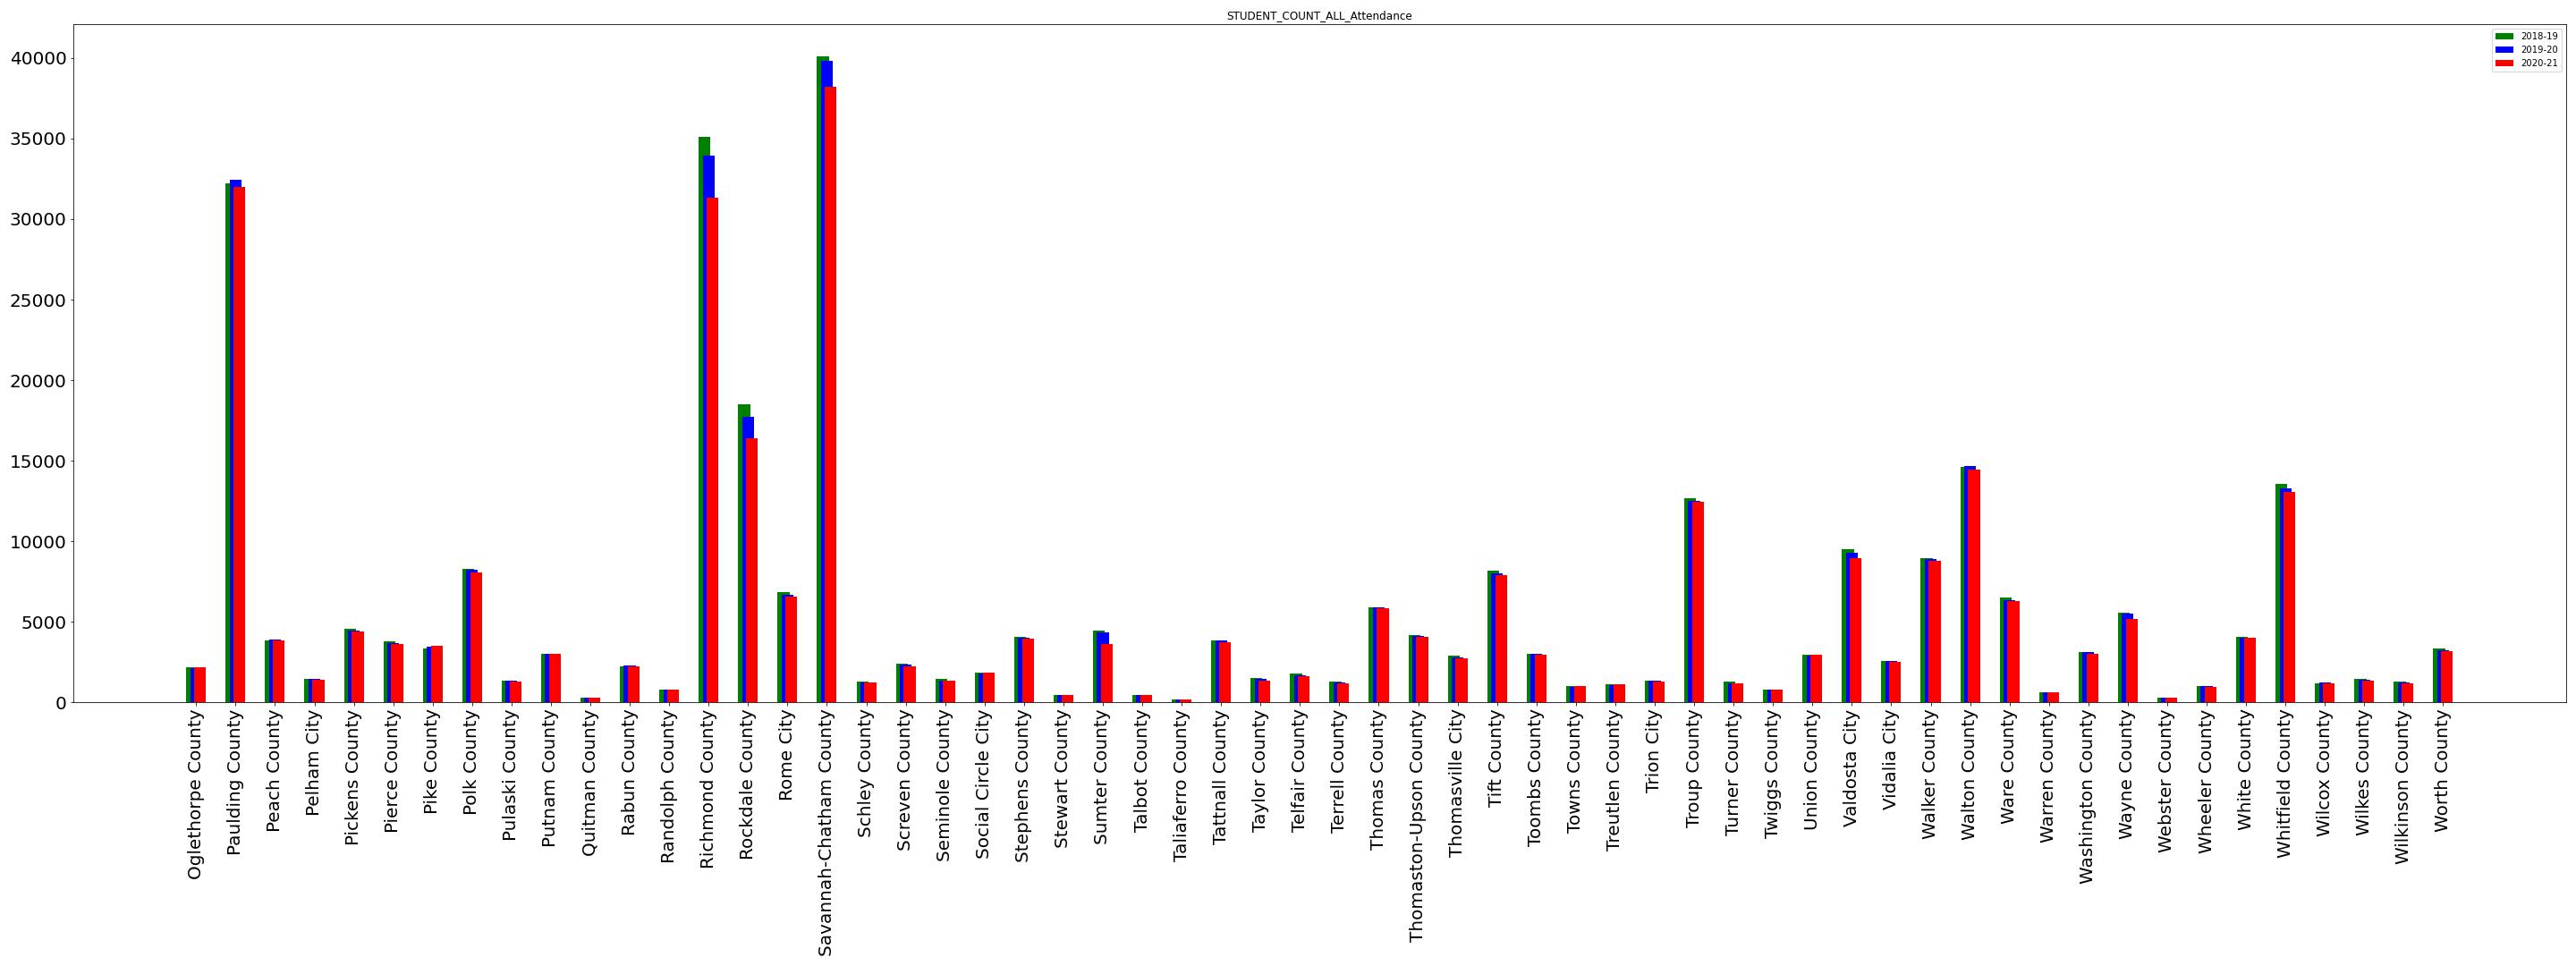 STUDENT_COUNT_ALL_Attendance
2018-19
2019-20
2020-21
40000
35000
30000
25000
20000
15000
10000
5000
0
Oglethorpe County
Paulding County
Peach County
Pelham City
Pickens County
Pierce County
Pike County
Polk County
Pulaski County
Putnam County
Quitman County
Rabun County
Randolph County
Richmond County
Rockdale County
Rome City
Savannah-Chatham County
Schley County
Screven County
Seminole County
Social Circle City
Stephens County
Stewart County
Sumter County
Talbot County
Taliaferro County
Tattnall County
Taylor County
Telfair County
Terrell County
Thomas County
Thomaston-Upson County
Thomasville City
Tift County
Toombs County
Towns County
Treutlen County
Trion City
Troup County
Turner County
Twiggs County
Union County
Valdosta City
Vidalia City
Walker County
Walton County
Ware County
Warren County
Washington County
Wayne County
Webster County
Wheeler County
White County
Whitfield County
Wilcox County
Wilkes County
Wilkinson County
Worth County